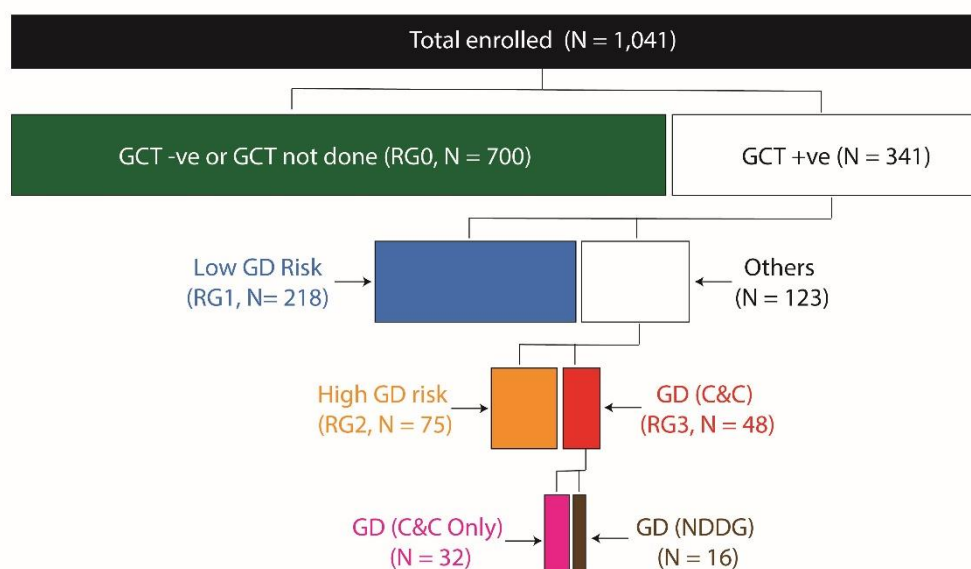 Total enrolled (N = 1,041)
GCT -ve or GCT not done (RG0, N = 700)
GCT +ve (N = 341)
Low GD Risk
(RG1, N= 218)
Others
(N = 123)
High GD risk
(RG2, N = 75)
GD (C&C)
(RG3, N = 48)
GD (C&C Only)
(N = 32)
GD (NDDG)
(N = 16)